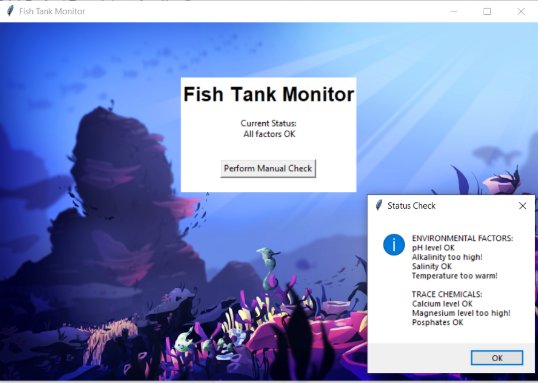 Fish Tank Monitor
Fish Tank Monitor
Current Status:
All factors OK
Perform Manual Check
Status Check
ENVIRONMENTAL FACTORS:
pH level OK
Alkalinity too high!
Salinity OK
Temperature too warm!
TRACE CHEMICALS:
Calcium level OK
Magnesium level too high!
Posphates OK
OK